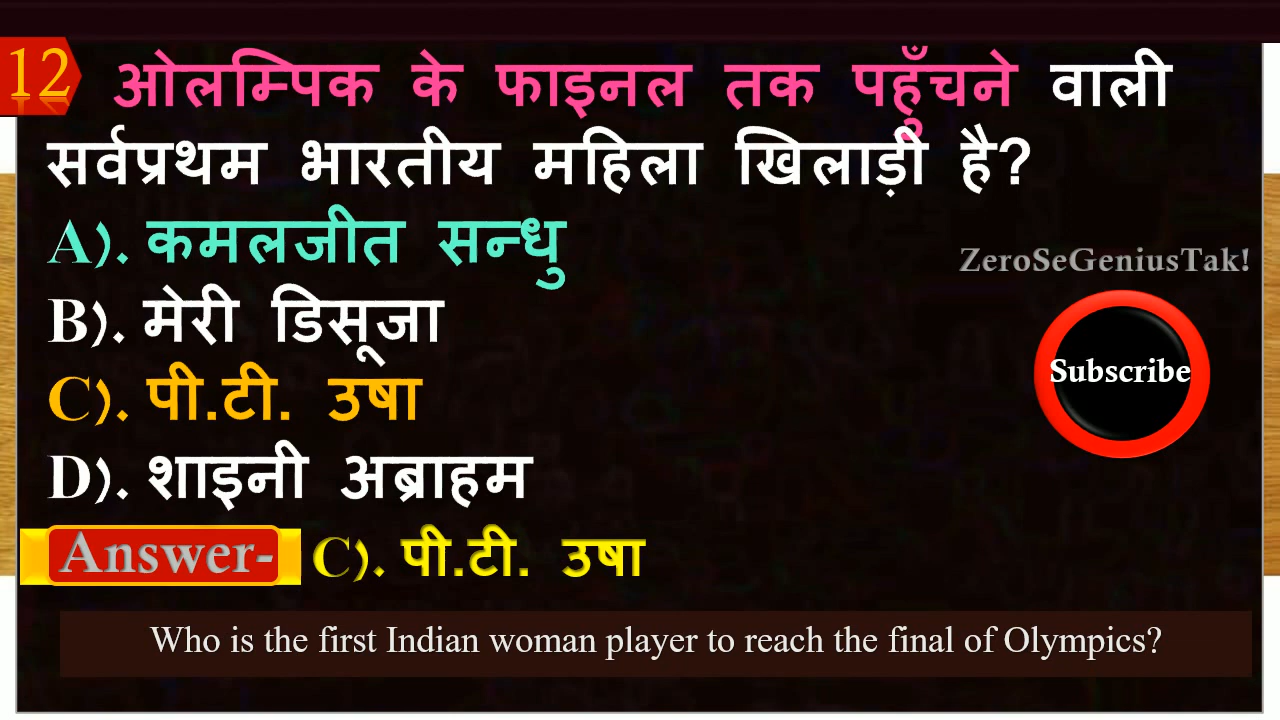 12
ओलम्पिक के फाइनल तक पहुँचने वाली
सर्वप्रथम भारतीय महिला खिलाड़ी है?
A). कमलजीत सन्धु
ZeroSeGeniusTak!
B). मेरी डिसूजा
Subscribe
C). पी.टी. उषा
D). शाइनी अब्राहम
Answer- C). पी.टी. उषा
Who is the first Indian woman player to reach the final of Olympics?